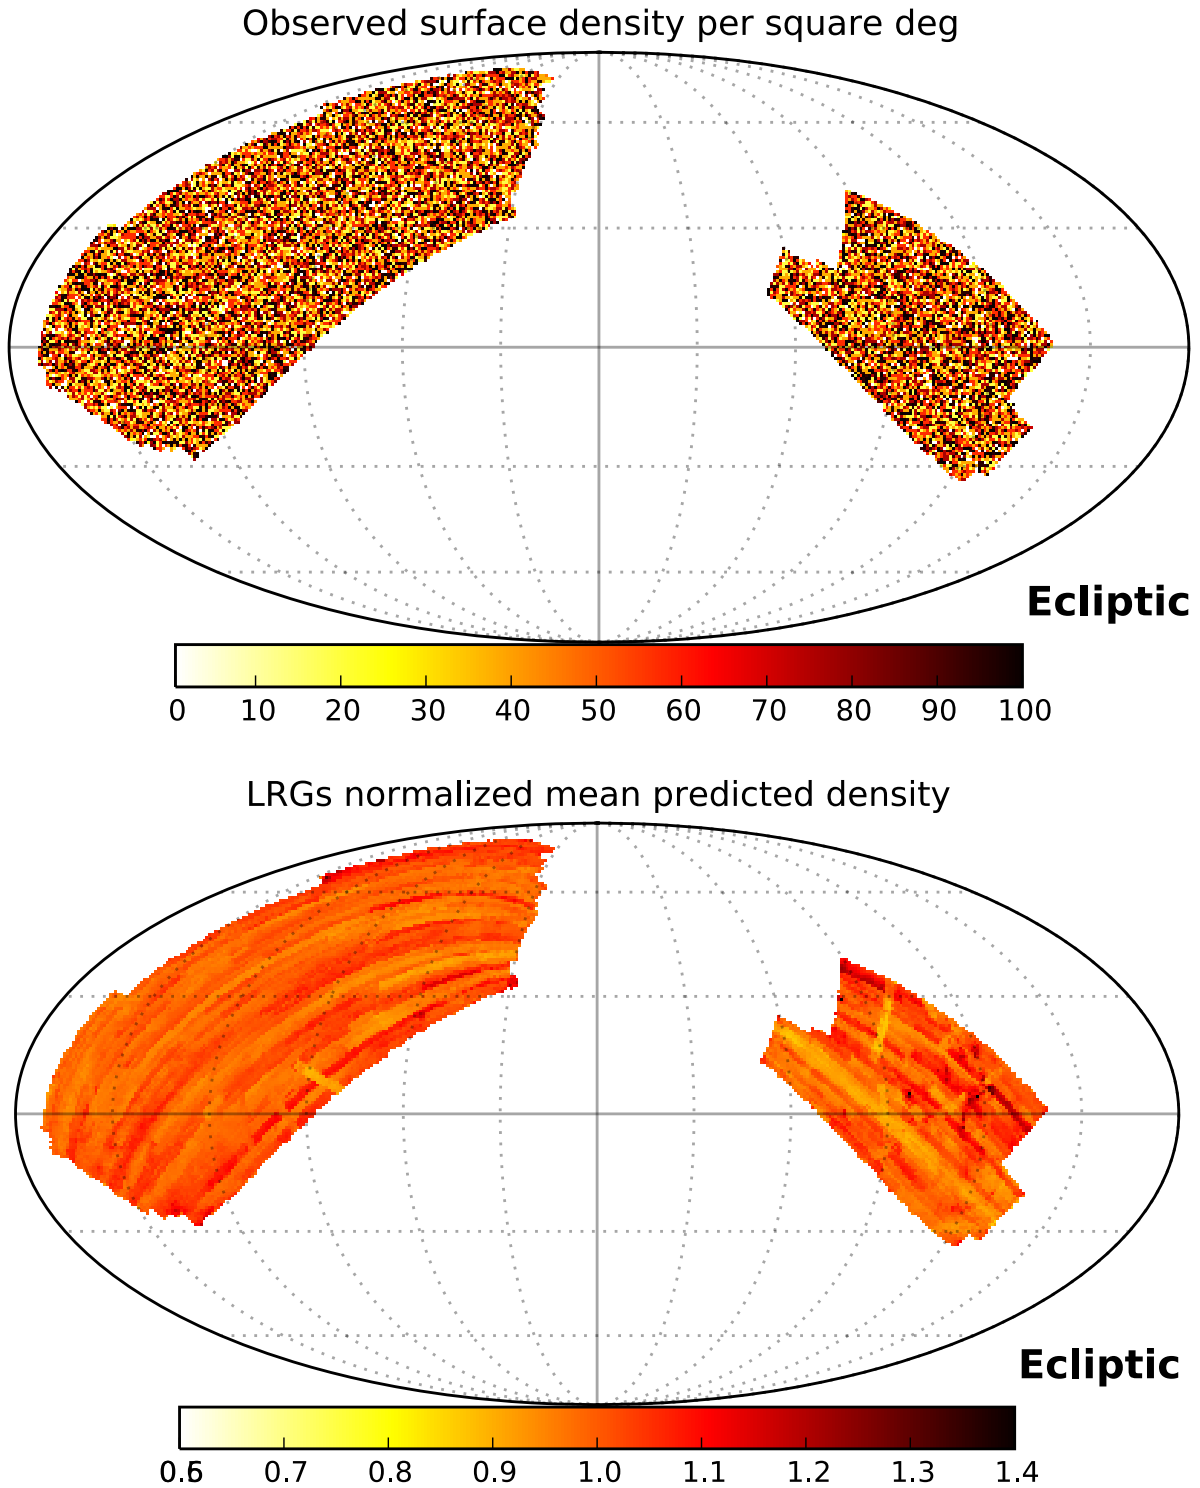 Observed surface density per square deg
Ecliptic
0 10 20 30 40 50 60 70 80 90 100
LRGs normalized mean predicted density
Ecliptic
0.6 0.7 0.8 0.9 1.0 1.1 1.2 1.3 1.4